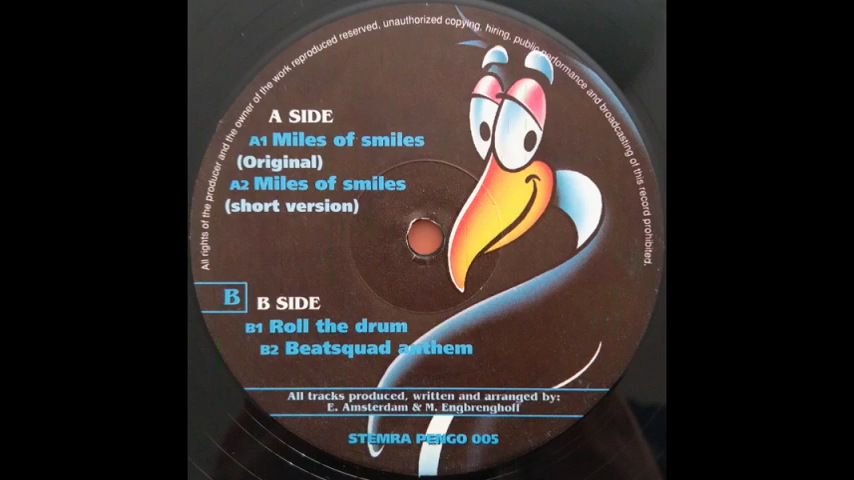 All rights of the producer and the owner of the work reproduced reserved, unauthorized copying, hiring, public performance and broadcasting of this record prohibited.
A SIDE
A1 Miles of smiles
(Original)
A2 Miles of smiles
(short version)
B
B SIDE
B1 Roll the drum
B2 Beatsquad anthem
All tracks produced, written and arranged by:
E. Amsterdam & M. Engbrenghoff
STEMRA PENGO 005